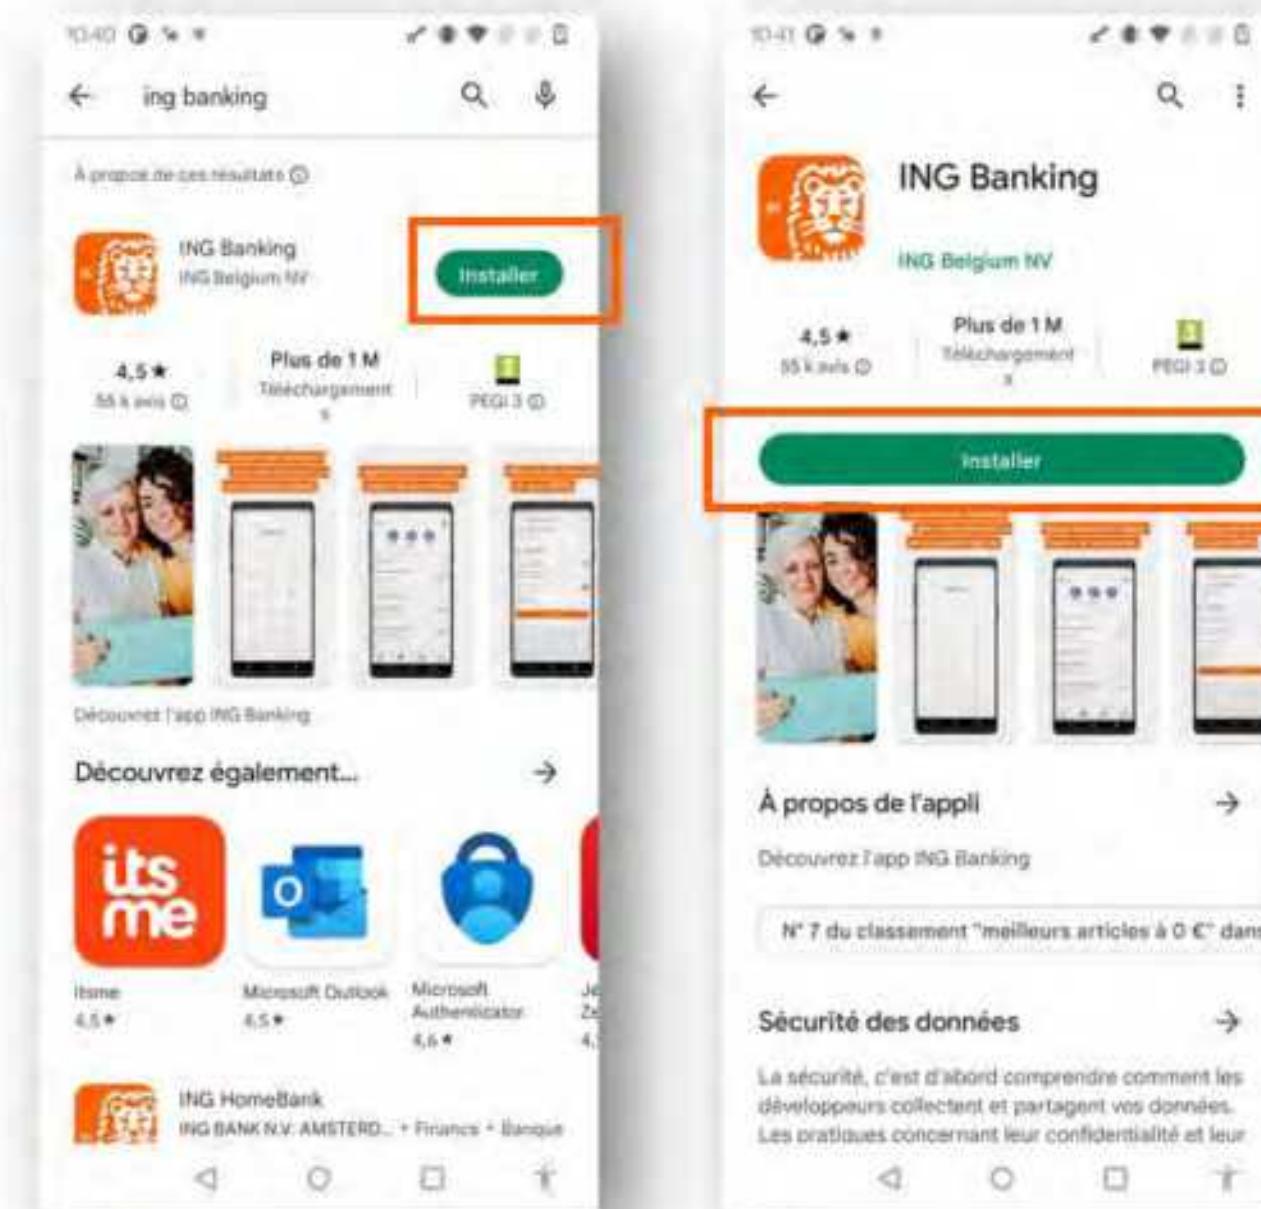 10:40
ing banking
À propos de ces résultats
ING Banking
ING Belgium NV
Installer
4,5★
55 k avis
Plus de 1 M
Téléchargement
s
PEGI 3
Découvrez l'app ING Banking
Découvrez également...
its
me
Itsme
4,5★
Microsoft Outlook
4,5★
Microsoft
Authenticator
4,6★
ING HomeBank
ING BANK N.V. AMSTERD... • Finance • Banque
10:41
ING Banking
ING Belgium NV
4,5★
55 k avis
Plus de 1 M
Téléchargement
s
PEGI 3
Installer
À propos de l'appli
Découvrez l'app ING Banking
N° 7 du classement "meilleurs articles à 0 €" dans
Sécurité des données
La sécurité, c'est d'abord comprendre comment les
développeurs collectent et partagent vos données.
Les pratiques concernant leur confidentialité et leur